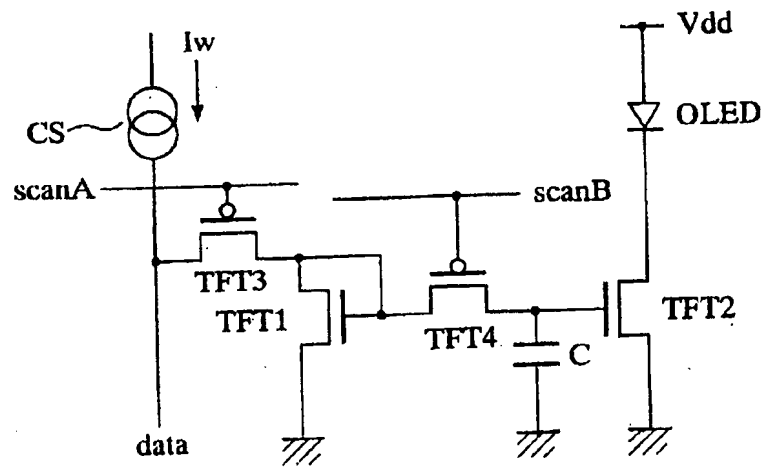 Iw
Vdd
CS
OLED
scanA
scanB
TFT3
TFT1
TFT4
C
TFT2
data